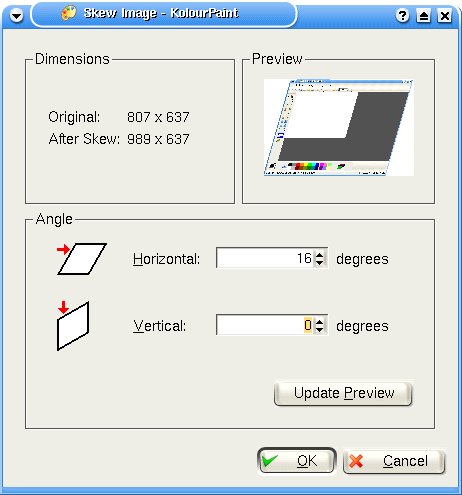 Skew Image - KolourPaint
Dimensions
Original: 807 x 637
After Skew: 989 x 637
Preview
Angle
Horizontal: 16 degrees
Vertical: 0 degrees
Update Preview
OK
Cancel